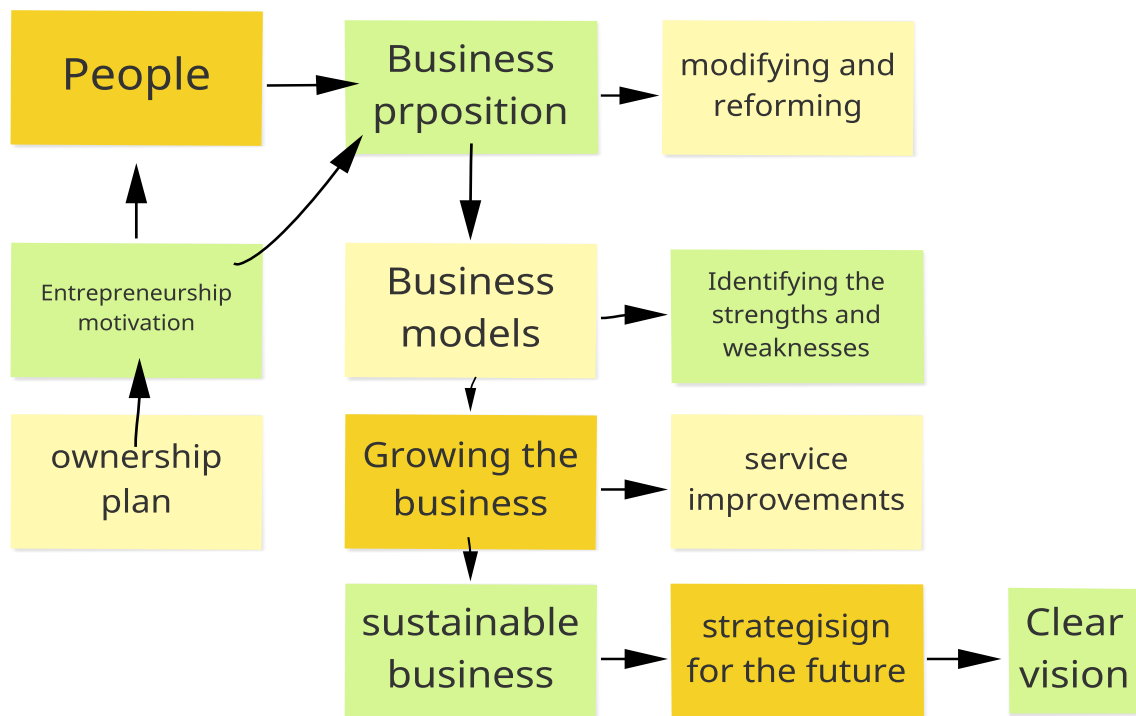 People
Business
prposition
modifying and
reforming
Entrepreneurship
motivation
Business
models
Identifying the
strengths and
weaknesses
ownership
plan
Growing the
business
service
improvements
sustainable
business
strategisign
for the future
Clear
vision